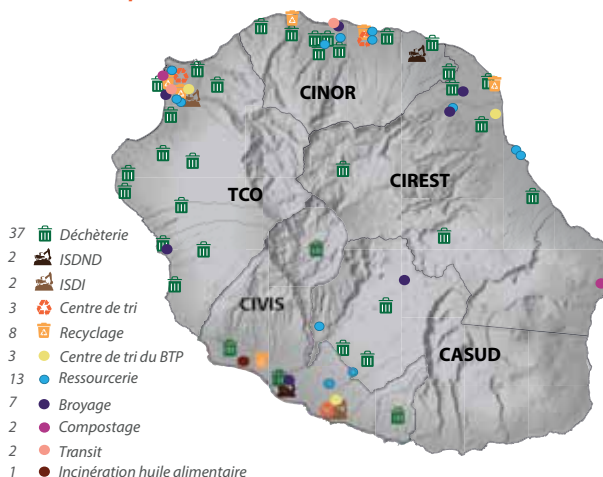 CINOR
CIREST
TCO
CIVIS
CASUD
37 Déchèterie
2 ISDND
2 ISDI
3 Centre de tri
8 Recyclage
3 Centre de tri du BTP
13 Ressourcerie
7 Broyage
2 Compostage
2 Transit
1 Incinération huile alimentaire